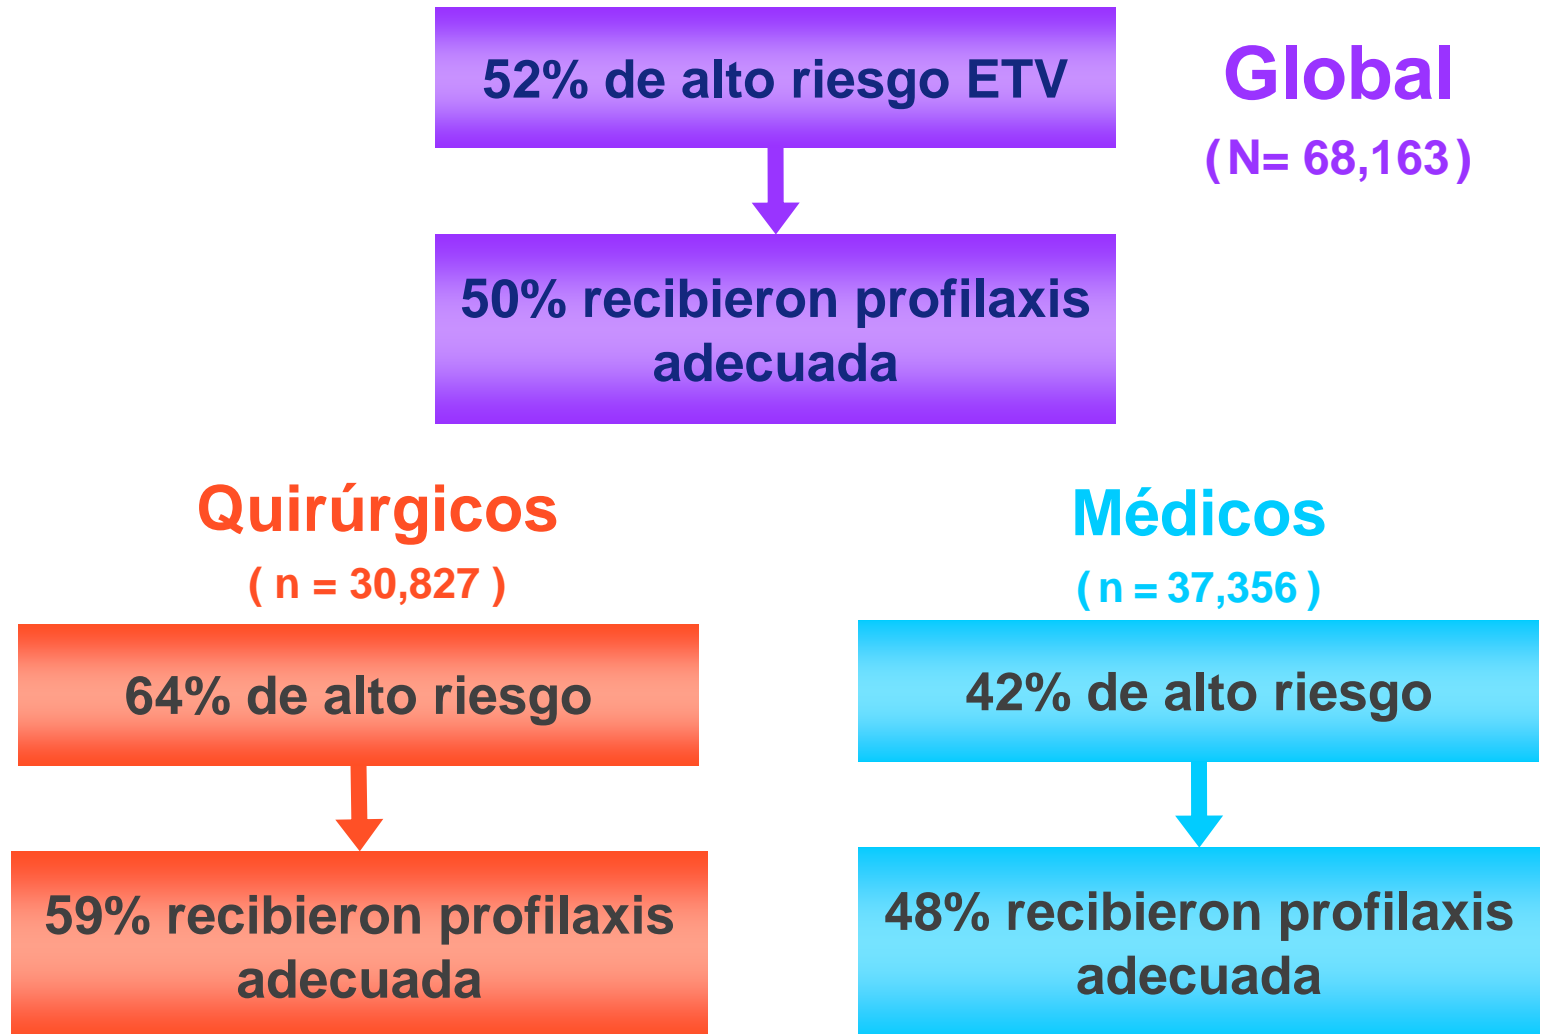 52% de alto riesgo ETV
Global
(N= 68,163)
50% recibieron profilaxis
adecuada
Quirúrgicos
( n = 30,827 )
64% de alto riesgo
59% recibieron profilaxis
adecuada
Médicos
( n = 37,356 )
42% de alto riesgo
48% recibieron profilaxis
adecuada